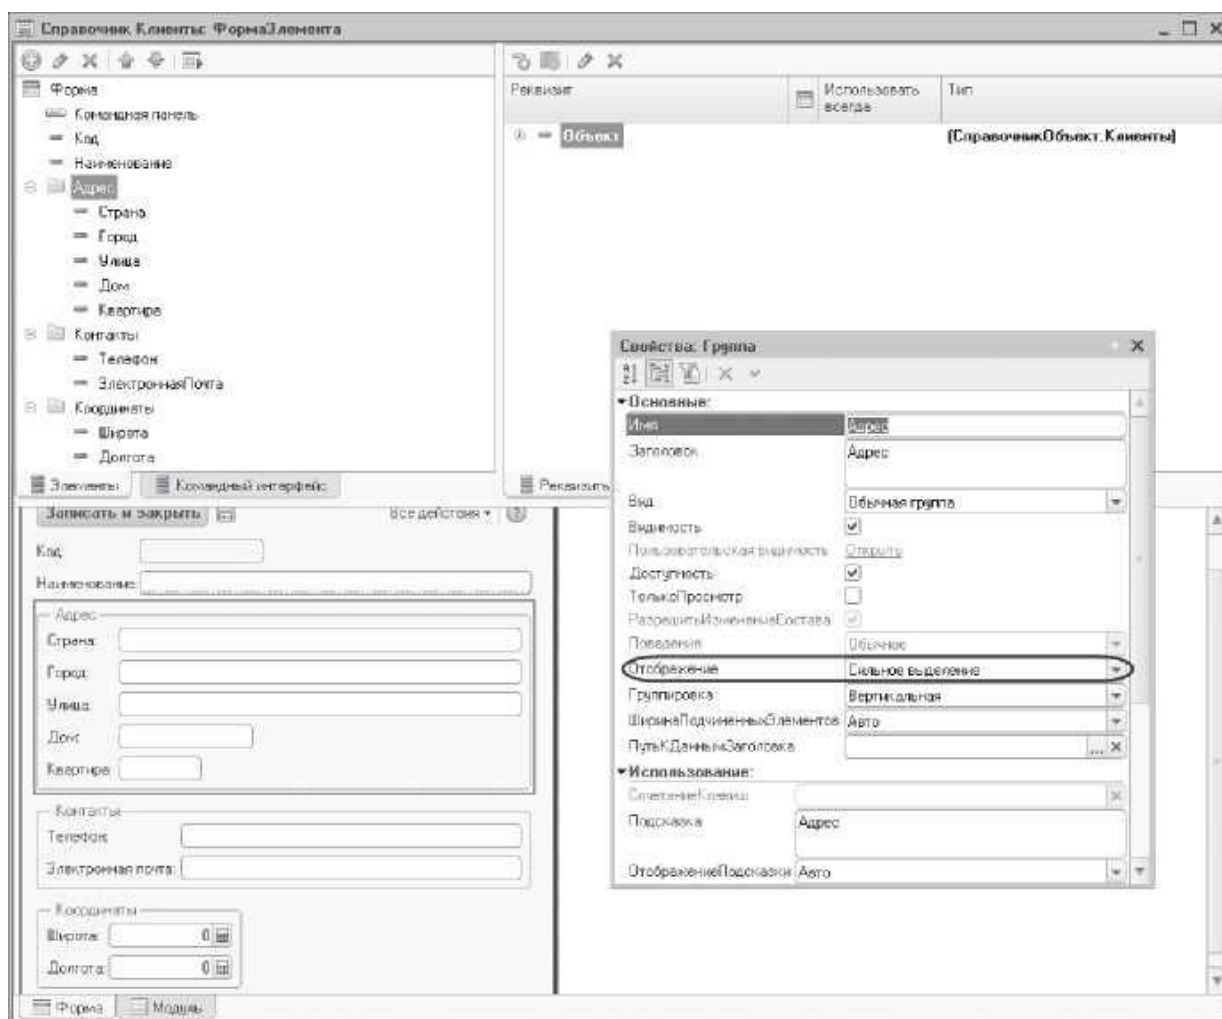 Справочник Клиенты: ФормаЭлемента
Форма
Командная панель
Код
Наименование
Адрес
Страна
Город
Улица
Дом
Квартира
Контакты
Телефон
ЭлектроннаяПочта
Координаты
Широта
Долгота
Элементы
Командный интерфейс
Реквизит
Использовать
всегда
Тип
Объект
(СправочникОбъект.Клиенты)
Реквизиты
Свойства: Группа
Основные:
Имя
Адрес
Заголовок
Адрес
Вид
Обычная группа
Видимость
Пользовательская видимость
Открыть
Доступность
ТолькоПросмотр
РазрешитьИзменениеСостава
Поведение
Обычное
Отображение
Сильное выделение
Группировка
Вертикальная
ШиринаПодчиненныхЭлементов
Авто
ПутьКДаннымЗаголовка
...
Использование:
СочетаниеКлавиш
Подсказка
Адрес
ОтображениеПодсказки
Авто
Записать и закрыть
Все действия
Код:
Наименование:
Адрес
Страна:
Город:
Улица:
Дом:
Квартира:
Контакты
Телефон:
Электронная почта:
Координаты
Широта:
0
Долгота:
0
Форма
Модуль